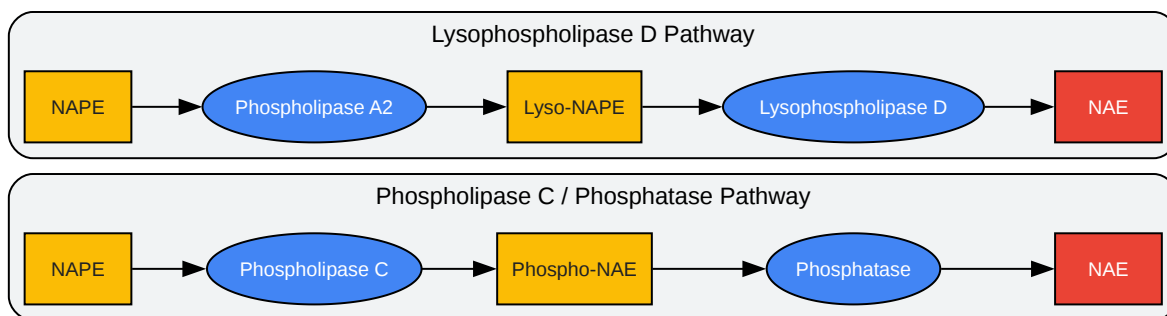 Lysophospholipase D Pathway
NAPE
Phospholipase A2
Lyso-NAPE
Lysophospholipase D
NAE
Phospholipase C / Phosphatase Pathway
NAPE
Phospholipase C
Phospho-NAE
Phosphatase
NAE